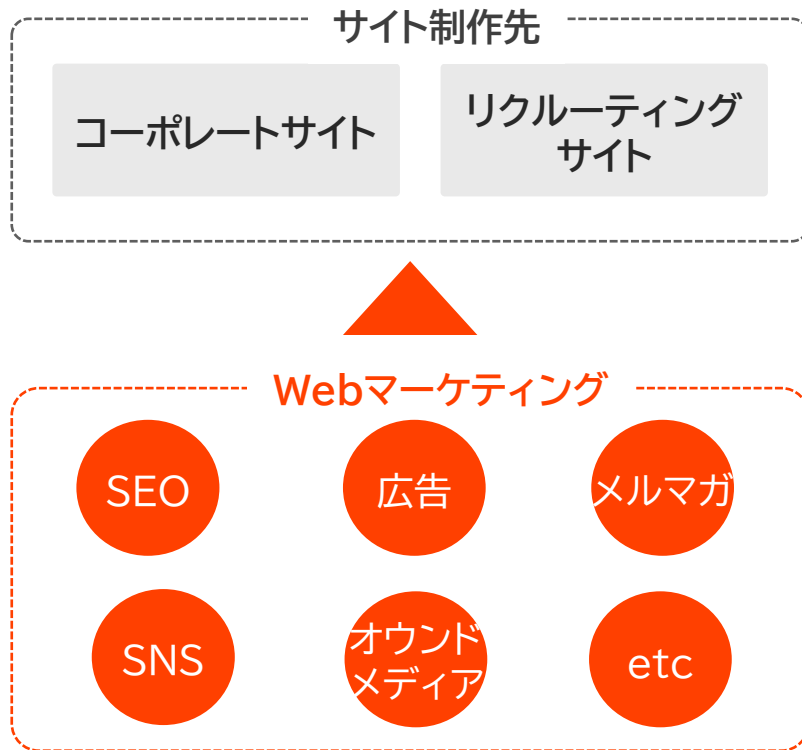 サイト制作先
コーポレートサイト
リクルーティング
サイト
Webマーケティング
SEO
広告
メルマガ
SNS
オウンド
メディア
etc